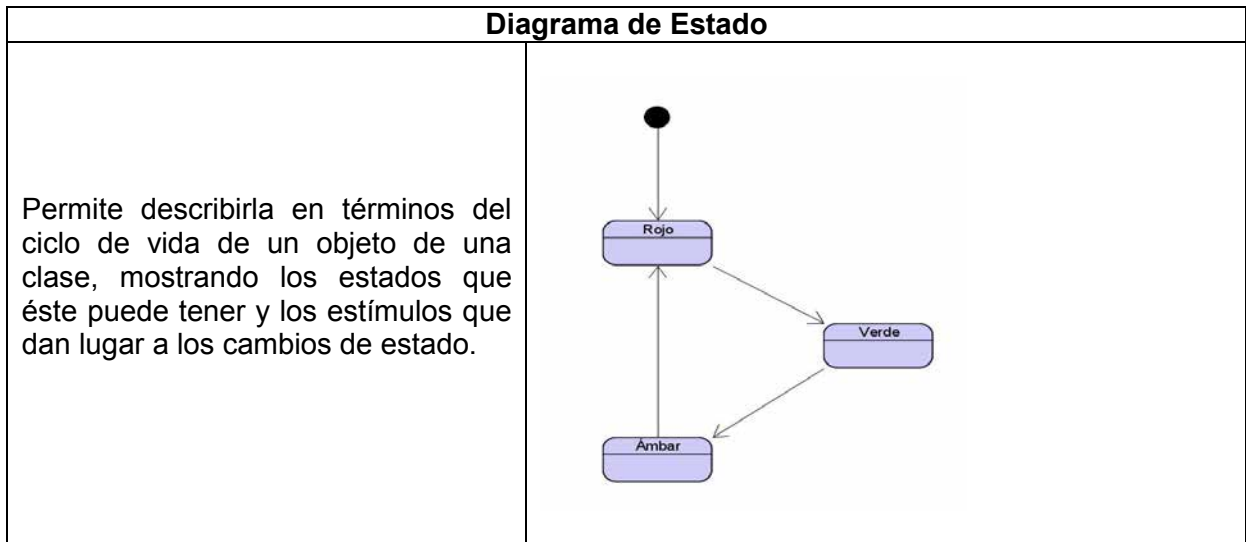 Diagrama de Estado
Permite describirla en términos del
ciclo de vida de un objeto de una
clase, mostrando los estados que
éste puede tener y los estímulos que
dan lugar a los cambios de estado.
Rojo
Verde
Ámbar